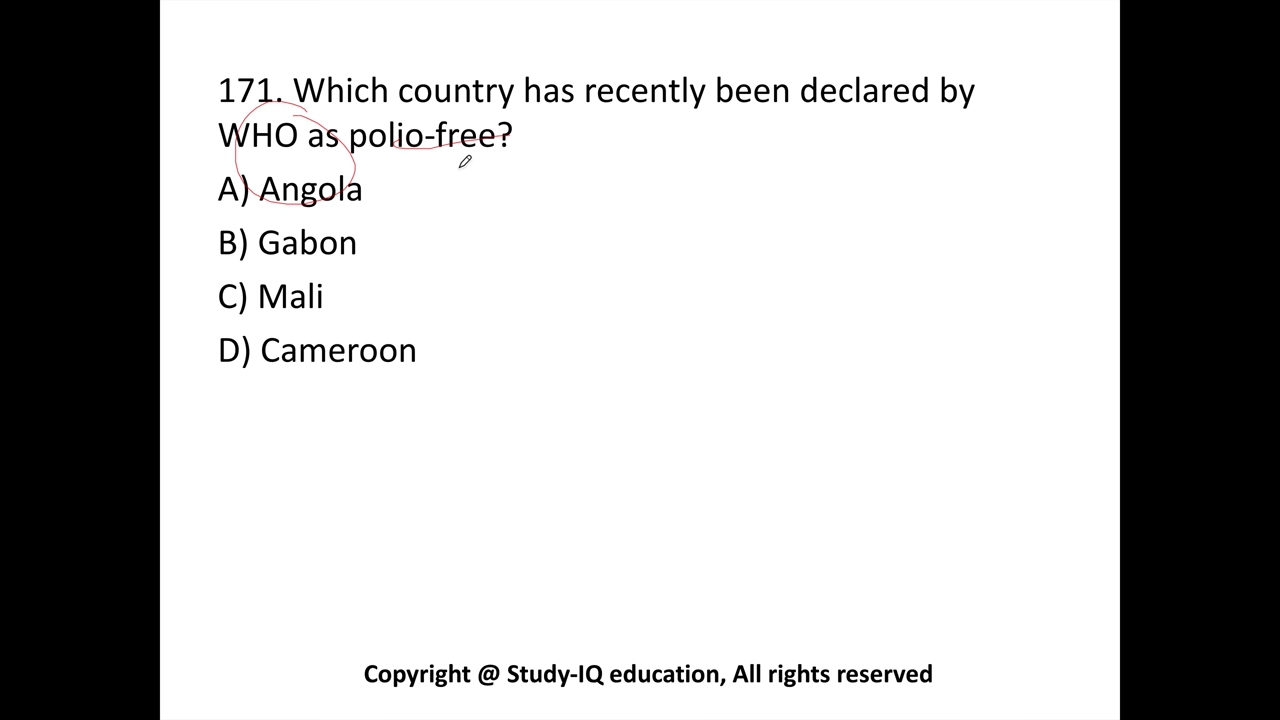 171. Which country has recently been declared by
WHO as polio-free?
A) Angola
B) Gabon
C) Mali
D) Cameroon
Copyright @ Study-IQ education, All rights reserved